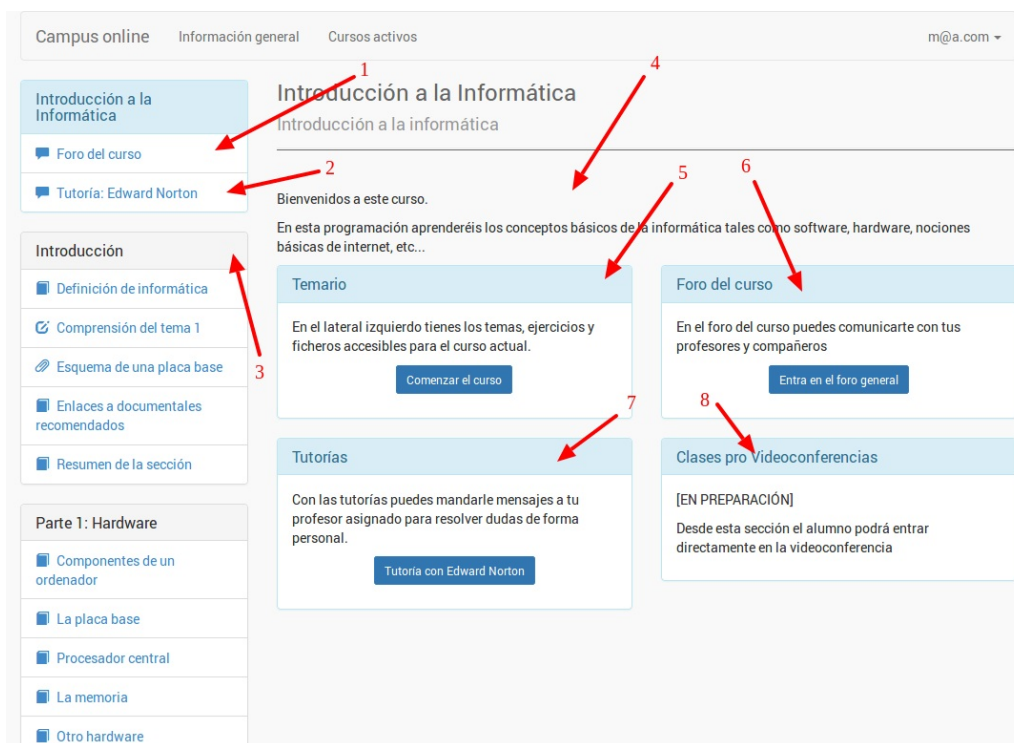 Campus online Información general Cursos activos m@a.com
Introducción a la
Informática
Foro del curso
Tutoría: Edward Norton
Introducción
Definición de informática
Comprensión del tema 1
Esquema de una placa base
Enlaces a documentales
recomendados
Resumen de la sección
Parte 1: Hardware
Componentes de un
ordenador
La placa base
Procesador central
La memoria
Otro hardware
1
2
3
4
Introducción a la Informática
Introducción a la informática
5
6
Bienvenidos a este curso.
En esta programación aprenderéis los conceptos básicos de la informática tales como software, hardware, nociones
básicas de internet, etc...
Temario
En el lateral izquierdo tienes los temas, ejercicios y
ficheros accesibles para el curso actual.
Comenzar el curso
Foro del curso
En el foro del curso puedes comunicarte con tus
profesores y compañeros
Entra en el foro general
7
8
Tutorías
Con las tutorías puedes mandarle mensajes a tu
profesor asignado para resolver dudas de forma
personal.
Tutoría con Edward Norton
Clases pro Videoconferencias
[EN PREPARACIÓN]
Desde esta sección el alumno podrá entrar
directamente en la videoconferencia